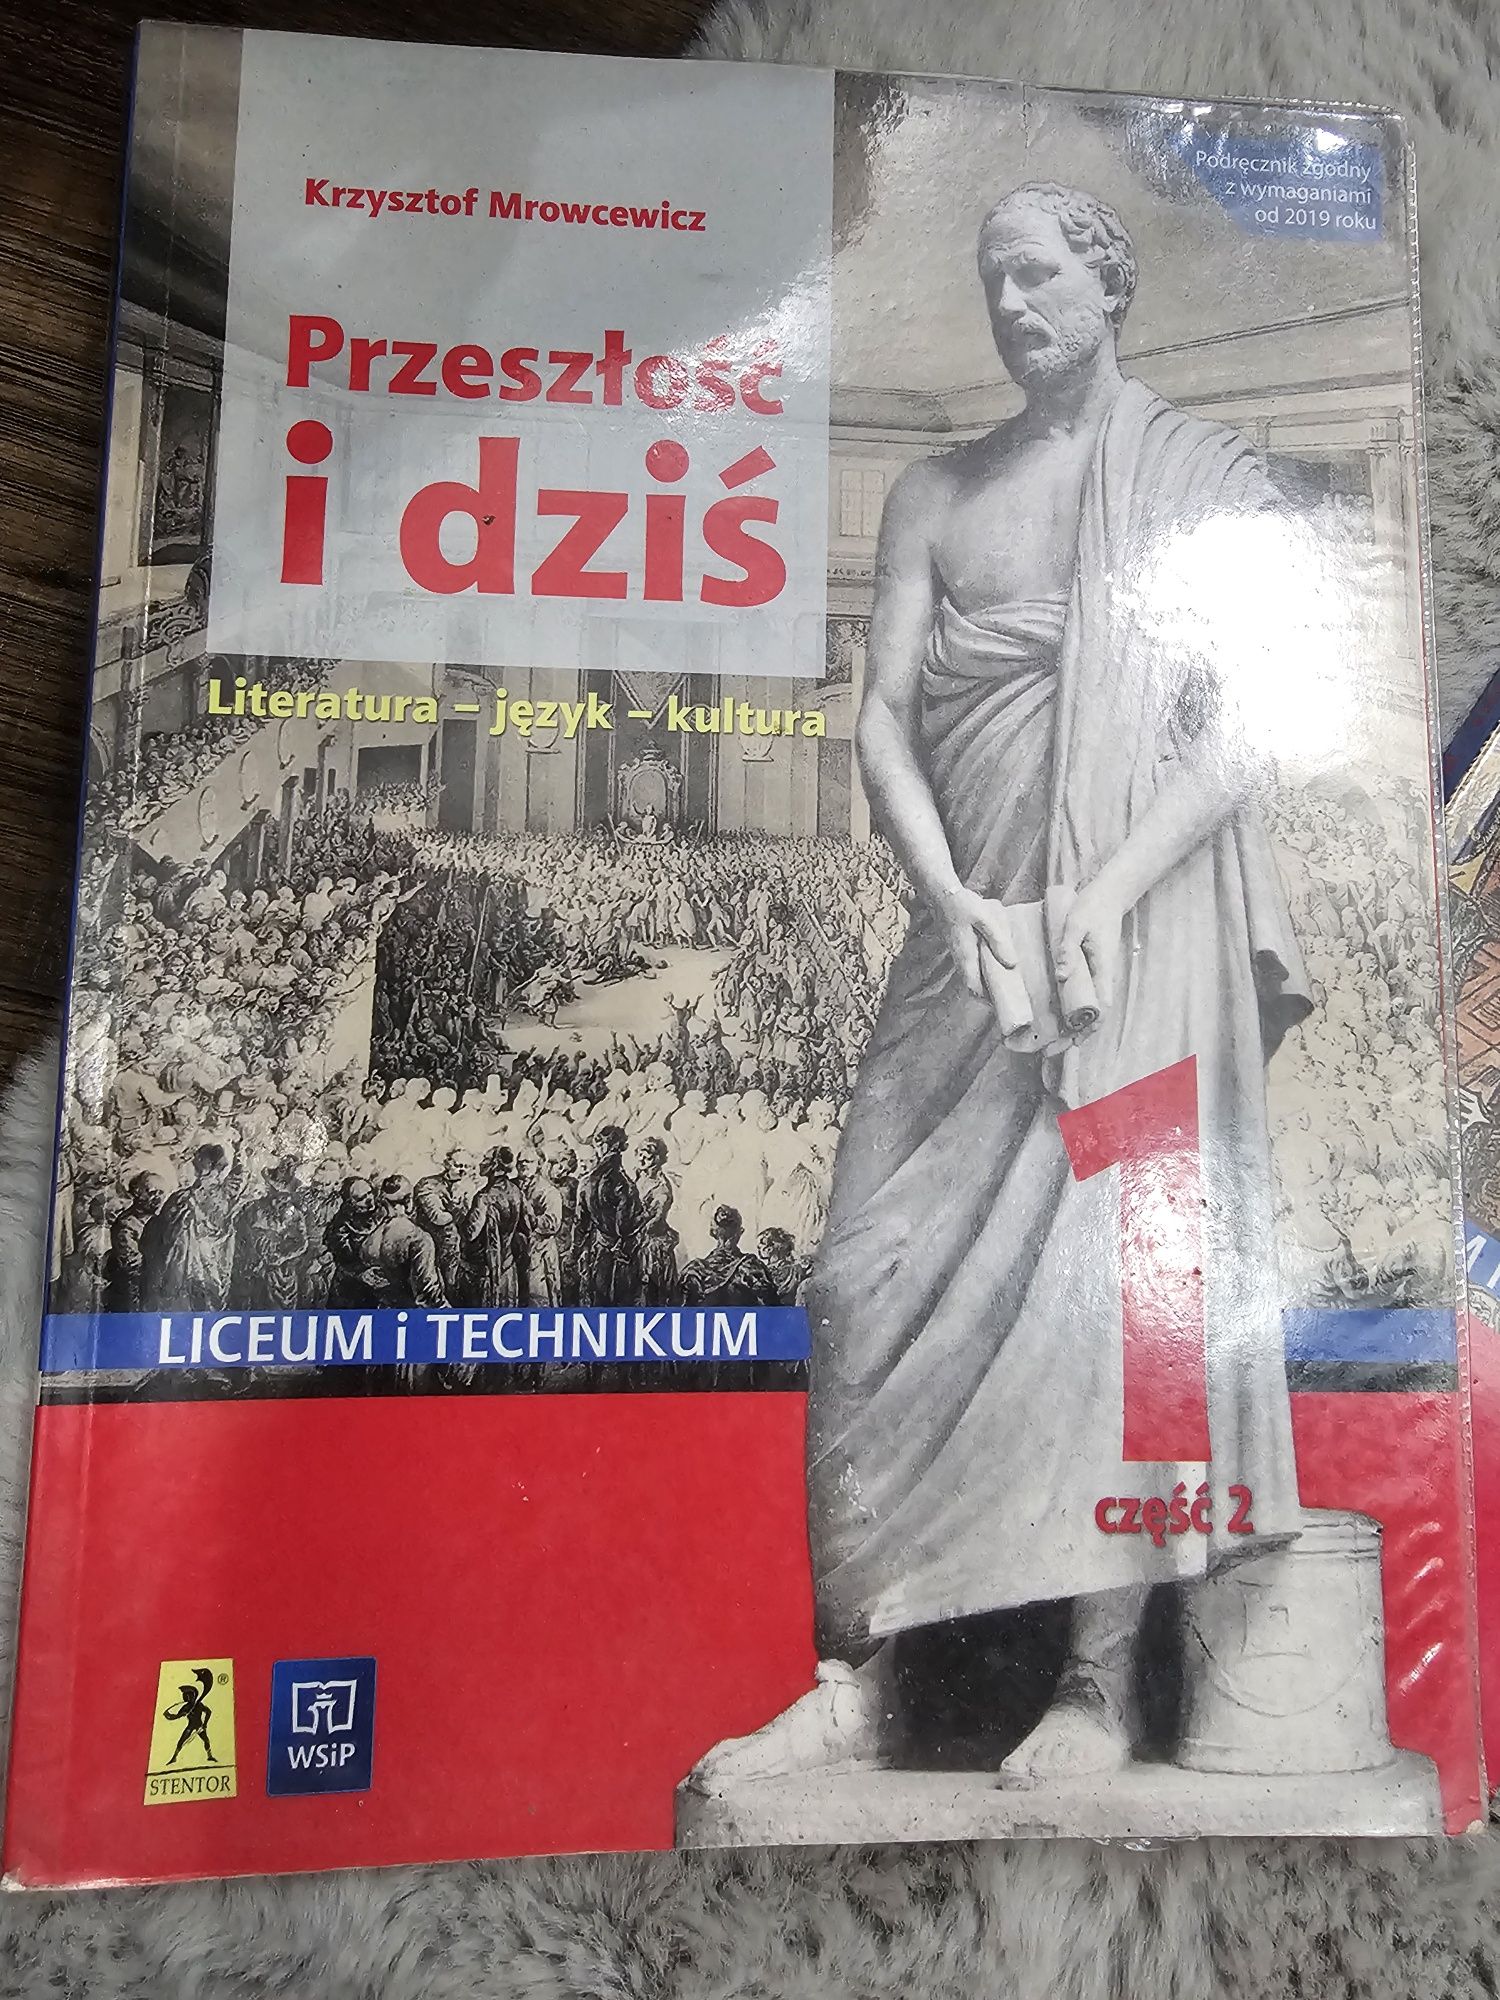 Podręcznik zgodny
z wymaganiami
od 2019 roku
Krzysztof Mrowcewicz
Przeszłość
i dziś
Literatura – język – kultura
LICEUM i TECHNIKUM
1
część 2
®
STENTOR
WSiP